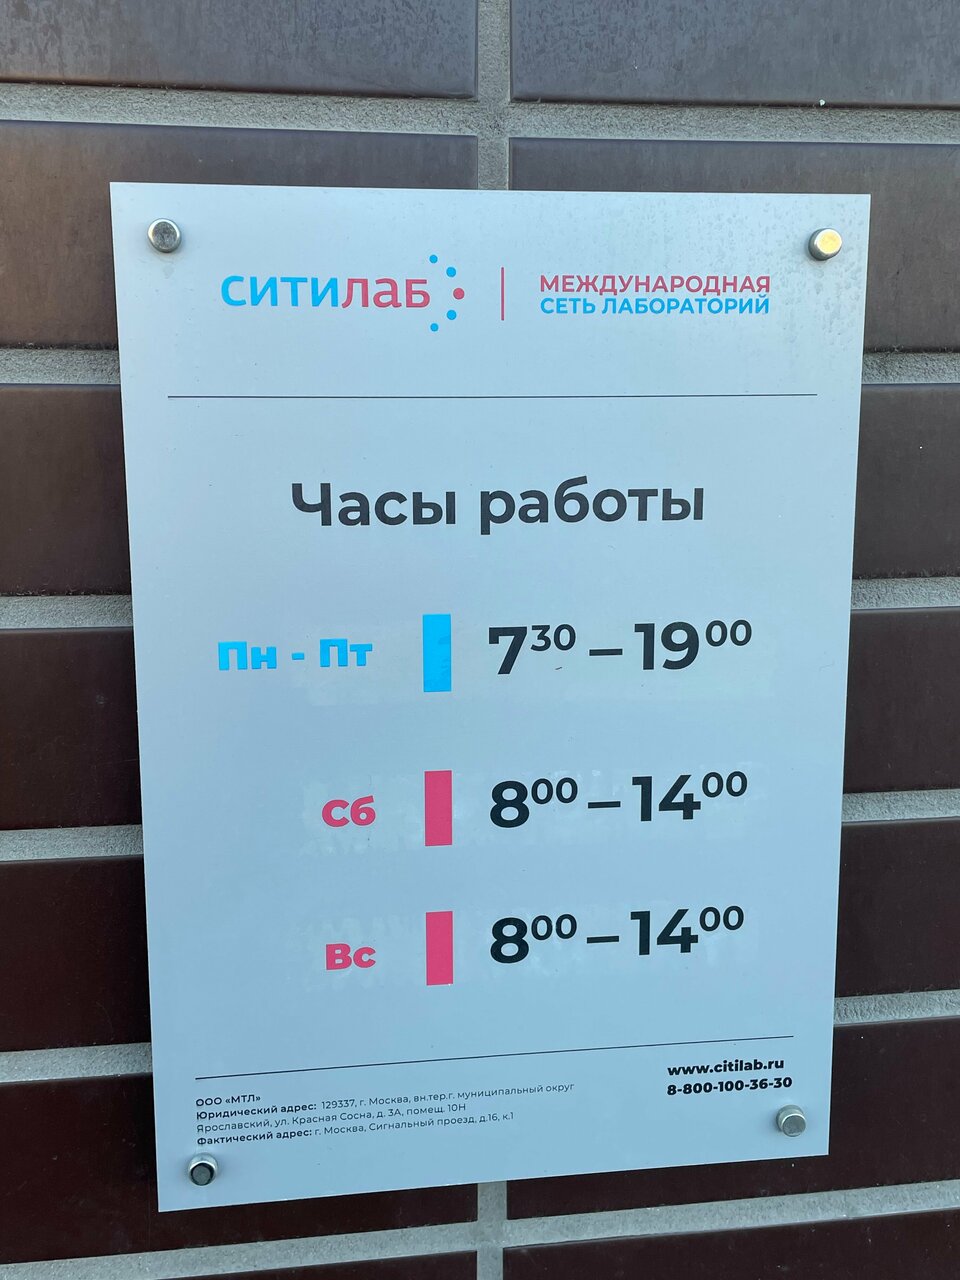 СИТИЛАБ
МЕЖДУНАРОДНАЯ
СЕТЬ ЛАБОРАТОРИЙ
Часы работы
Пн - Пт 7³⁰ – 19⁰⁰
Сб 8⁰⁰ – 14⁰⁰
Вс 8⁰⁰ – 14⁰⁰
ООО «МТЛ»
Юридический адрес: 129337, г. Москва, вн.тер.г. муниципальный округ
Ярославский, ул. Красная Сосна, д. 3А, помещ. 10Н
Фактический адрес: г. Москва, Сигнальный проезд, д.16, к.1
www.citilab.ru
8-800-100-36-30